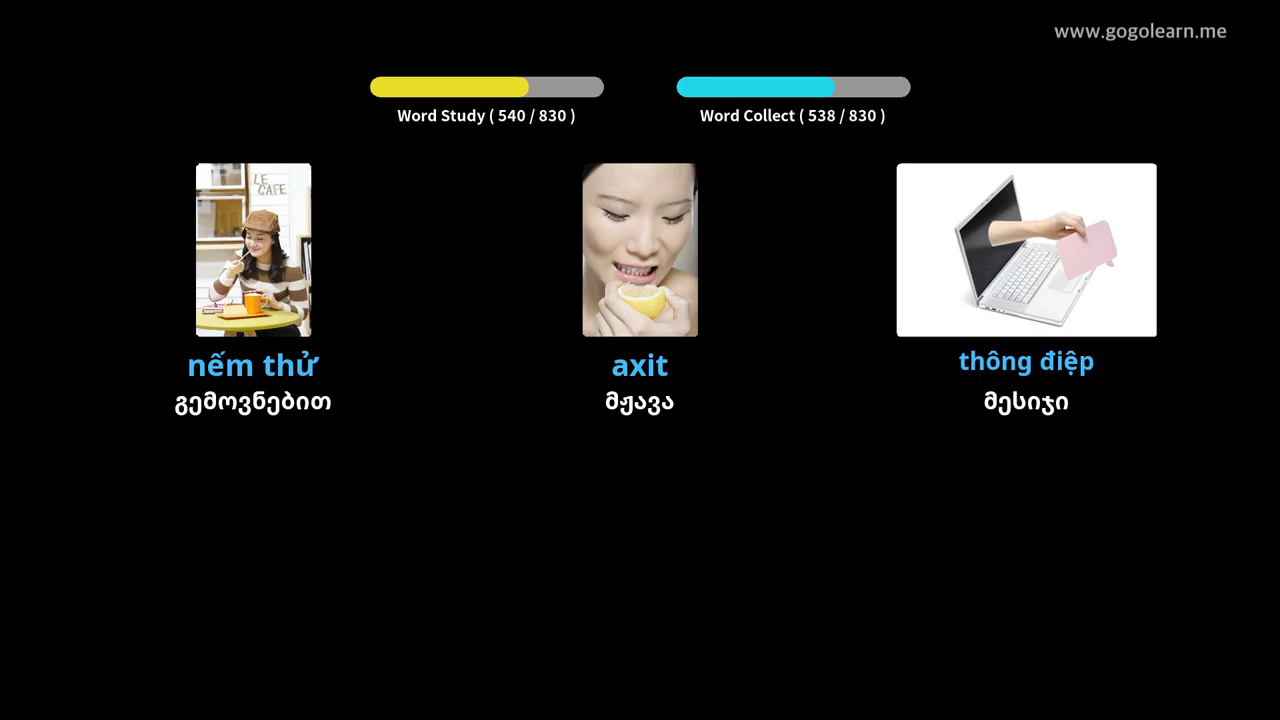 www.gogolearn.me
Word Study ( 540 / 830 )
Word Collect ( 538 / 830 )
LE CAFE
nếm thử
axit
thông điệp
გემოვნებით
მჟავა
მესიჯი